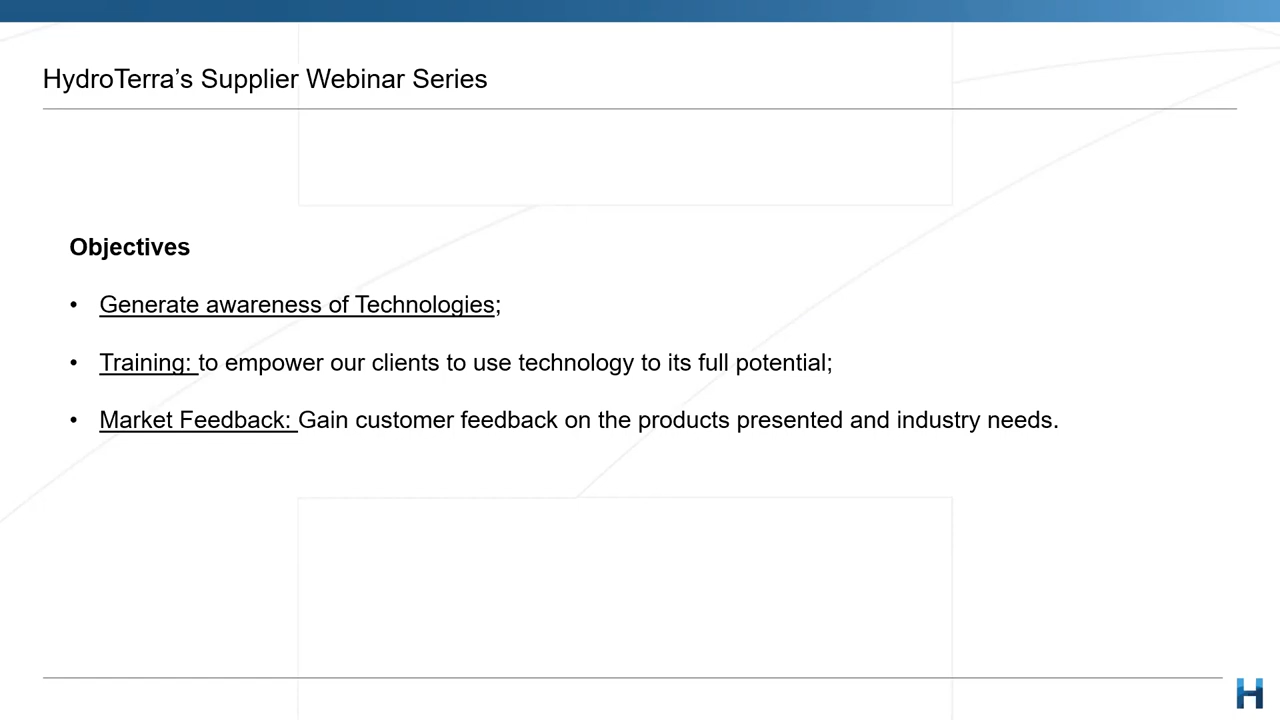 HydroTerra’s Supplier Webinar Series
Objectives
• Generate awareness of Technologies;
• Training: to empower our clients to use technology to its full potential;
• Market Feedback: Gain customer feedback on the products presented and industry needs.
H